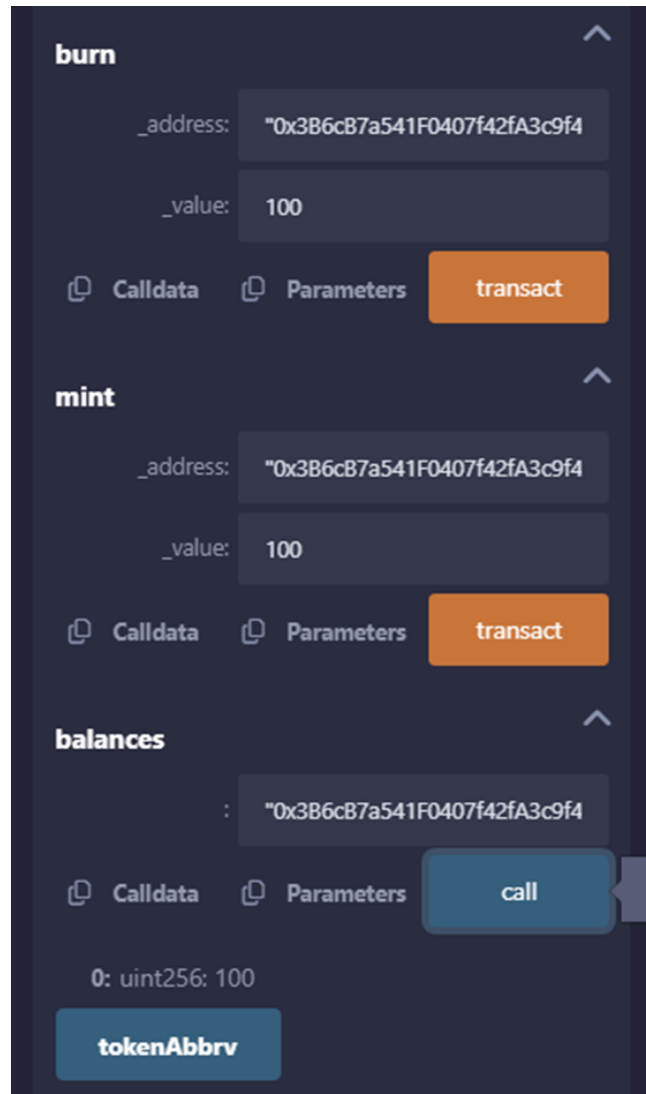 burn
_address: "0x3B6cB7a541F0407f42fA3c9f4
_value: 100
Calldata Parameters transact
mint
_address: "0x3B6cB7a541F0407f42fA3c9f4
_value: 100
Calldata Parameters transact
balances
: "0x3B6cB7a541F0407f42fA3c9f4
Calldata Parameters call
0: uint256: 100
tokenAbbrv